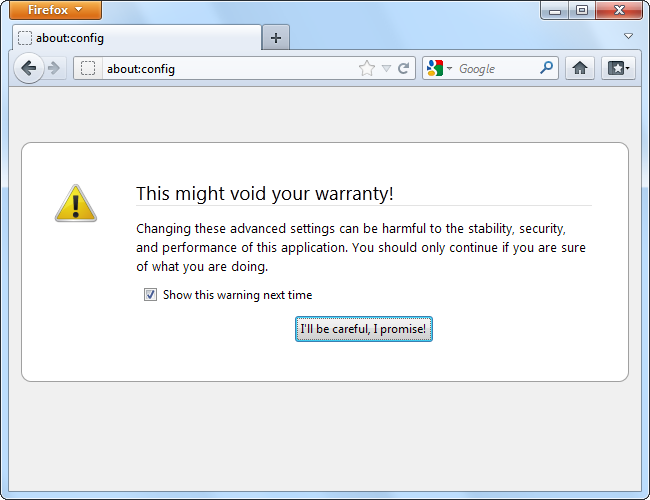 Firefox
about:config
about:config
Google
This might void your warranty!
Changing these advanced settings can be harmful to the stability, security,
and performance of this application. You should only continue if you are sure
of what you are doing.
Show this warning next time
I'll be careful, I promise!